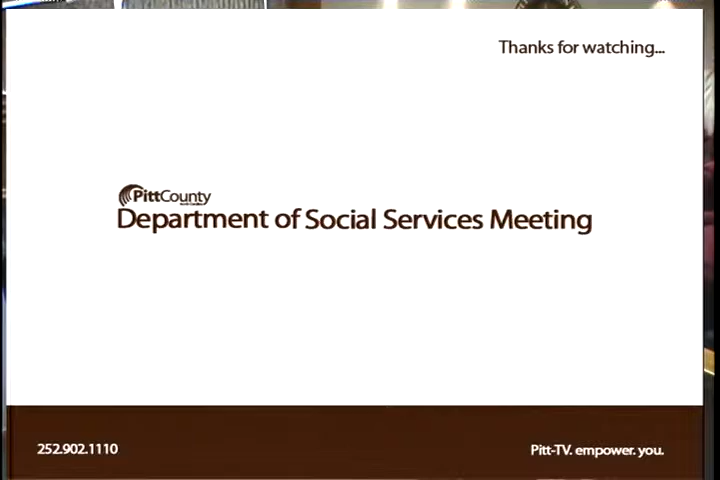 Thanks for watching...
PittCounty
Department of Social Services Meeting
252.902.1110
Pitt-TV. empower. you.